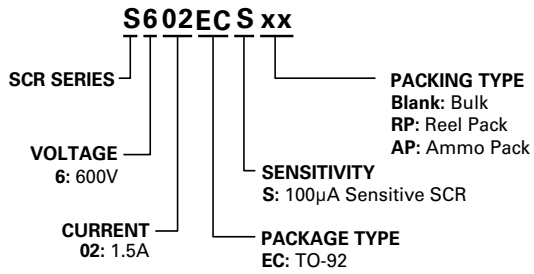 S602ECSxx
SCR SERIES
VOLTAGE
6: 600V
CURRENT
02: 1.5A
PACKING TYPE
Blank: Bulk
RP: Reel Pack
AP: Ammo Pack
SENSITIVITY
S: 100µA Sensitive SCR
PACKAGE TYPE
EC: TO-92